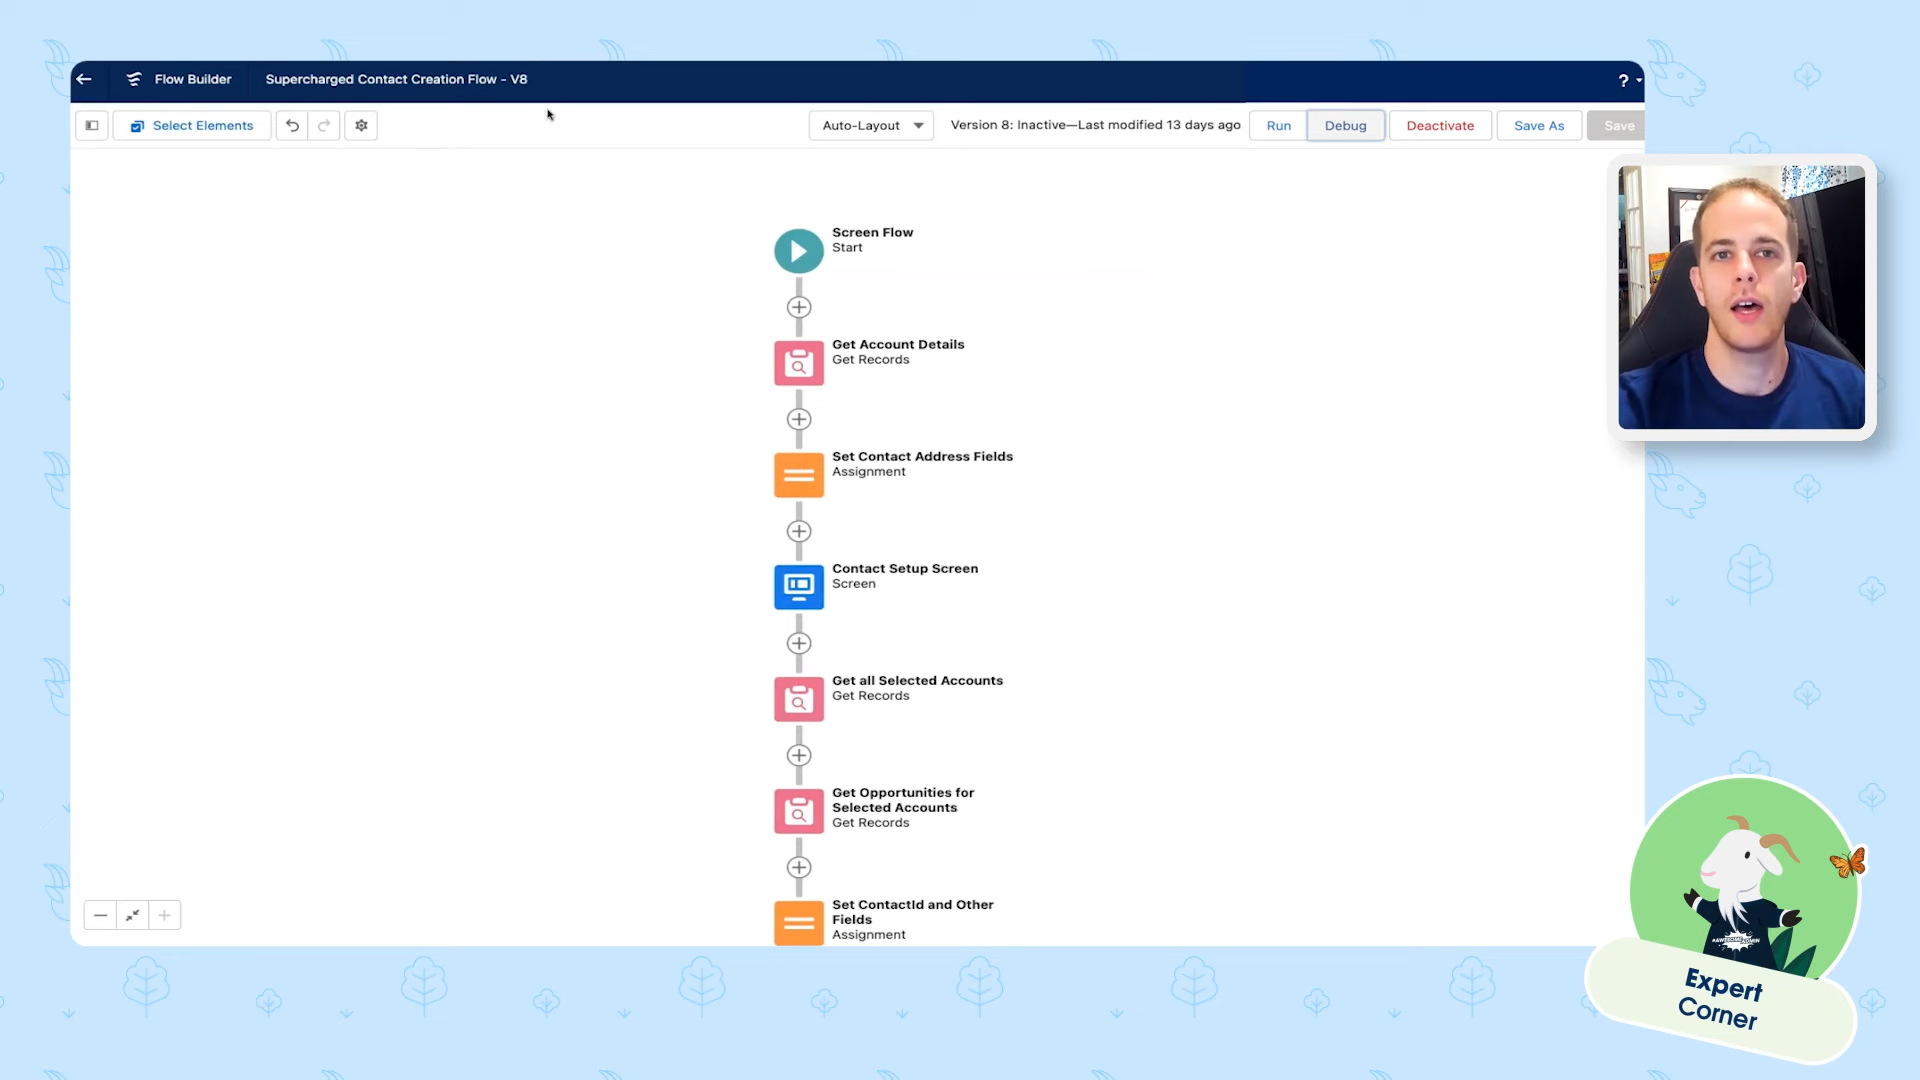 Flow Builder
Supercharged Contact Creation Flow - V8
?
Select Elements
Auto-Layout
Version 8: Inactive—Last modified 13 days ago
Run
Debug
Deactivate
Save As
Save
Screen Flow
Start
Get Account Details
Get Records
Set Contact Address Fields
Assignment
Contact Setup Screen
Screen
Get all Selected Accounts
Get Records
Get Opportunities for
Selected Accounts
Get Records
Set ContactId and Other
Fields
Assignment
#AWESOMEADMIN
Expert
Corner